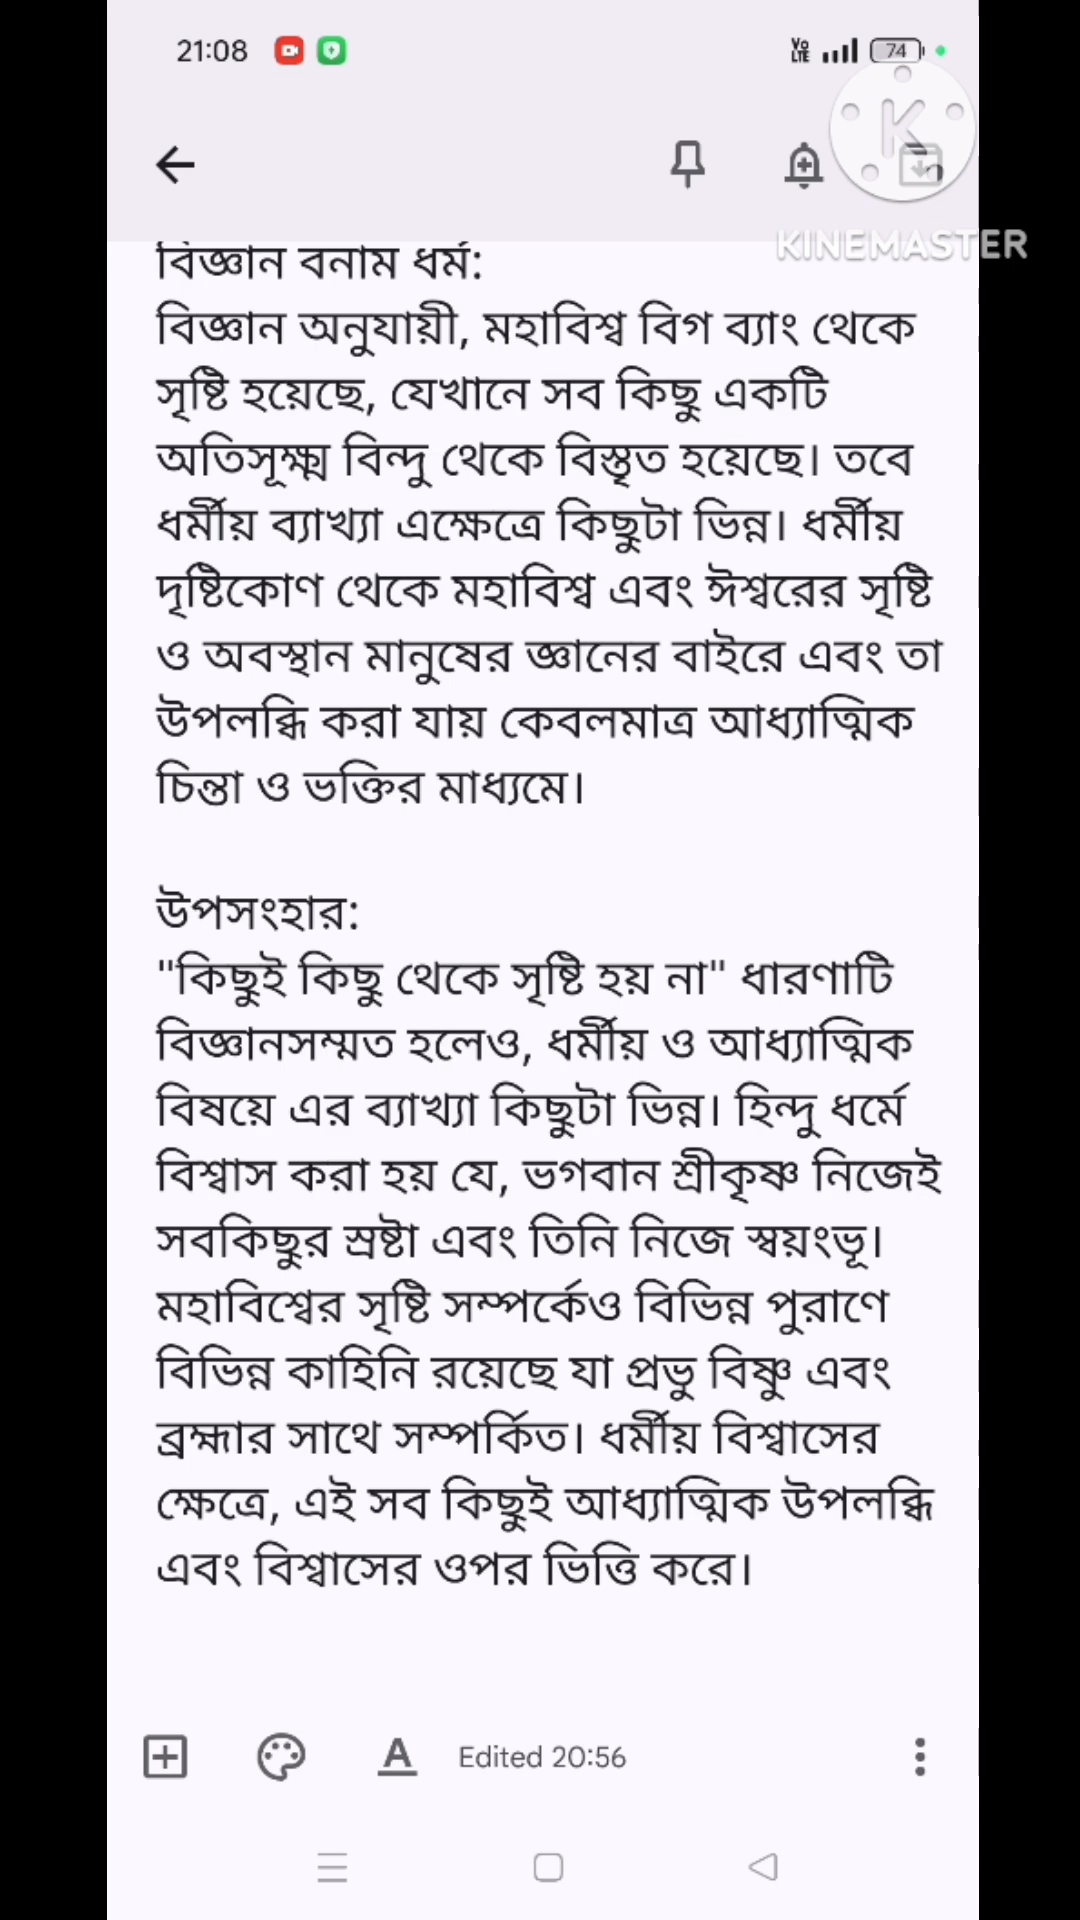 21:08
Vo LTE
74
KINEMASTER
বিজ্ঞান বনাম ধর্ম:
বিজ্ঞান অনুযায়ী, মহাবিশ্ব বিগ ব্যাং থেকে
সৃষ্টি হয়েছে, যেখানে সব কিছু একটি
অতিসূক্ষ্ম বিন্দু থেকে বিস্তৃত হয়েছে। তবে
ধর্মীয় ব্যাখ্যা এক্ষেত্রে কিছুটা ভিন্ন। ধর্মীয়
দৃষ্টিকোণ থেকে মহাবিশ্ব এবং ঈশ্বরের সৃষ্টি
ও অবস্থান মানুষের জ্ঞানের বাইরে এবং তা
উপলব্ধি করা যায় কেবলমাত্র আধ্যাত্মিক
চিন্তা ও ভক্তির মাধ্যমে।
উপসংহার:
"কিছুই কিছু থেকে সৃষ্টি হয় না" ধারণাটি
বিজ্ঞানসম্মত হলেও, ধর্মীয় ও আধ্যাত্মিক
বিষয়ে এর ব্যাখ্যা কিছুটা ভিন্ন। হিন্দু ধর্মে
বিশ্বাস করা হয় যে, ভগবান শ্রীকৃষ্ণ নিজেই
সবকিছুর স্রষ্টা এবং তিনি নিজে স্বয়ংভূ।
মহাবিশ্বের সৃষ্টি সম্পর্কেও বিভিন্ন পুরাণে
বিভিন্ন কাহিনি রয়েছে যা প্রভু বিষ্ণু এবং
ব্রহ্মার সাথে সম্পর্কিত। ধর্মীয় বিশ্বাসের
ক্ষেত্রে, এই সব কিছুই আধ্যাত্মিক উপলব্ধি
এবং বিশ্বাসের ওপর ভিত্তি করে।
A Edited 20:56